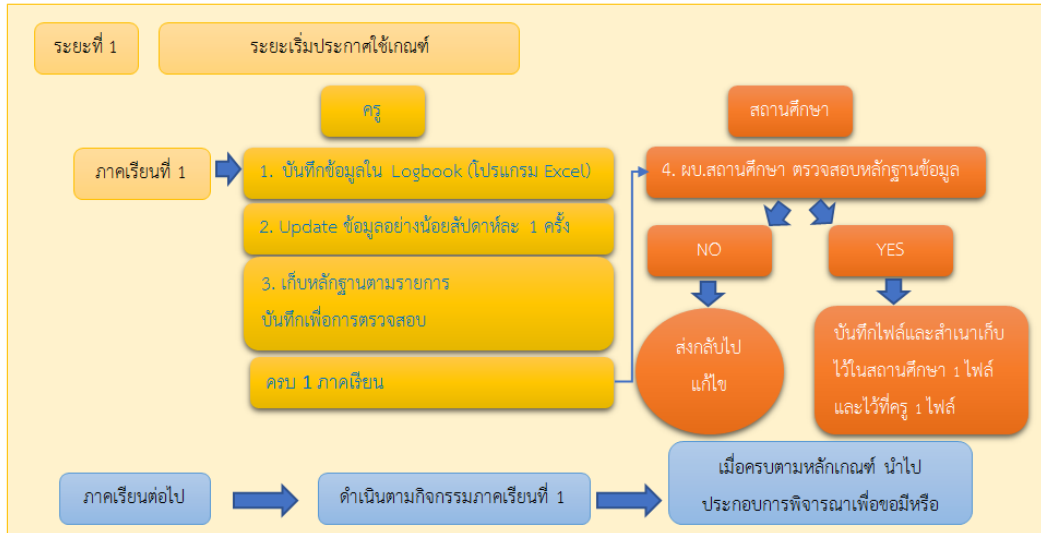 ระยะที่ 1
ระยะเริ่มประกาศใช้เกณฑ์
ครู
สถานศึกษา
ภาคเรียนที่ 1
1. บันทึกข้อมูลใน Logbook (โปรแกรม Excel)
2. Update ข้อมูลอย่างน้อยสัปดาห์ละ 1 ครั้ง
3. เก็บหลักฐานตามรายการ
บันทึกเพื่อการตรวจสอบ
ครบ 1 ภาคเรียน
4. ผบ.สถานศึกษา ตรวจสอบหลักฐานข้อมูล
NO
YES
ส่งกลับไป
แก้ไข
บันทึกไฟล์และสำเนาเก็บ
ไว้ในสถานศึกษา 1 ไฟล์
และไว้ที่ครู 1 ไฟล์
ภาคเรียนต่อไป
ดำเนินตามกิจกรรมภาคเรียนที่ 1
เมื่อครบตามหลักเกณฑ์ นำไป
ประกอบการพิจารณาเพื่อขอมีหรือ